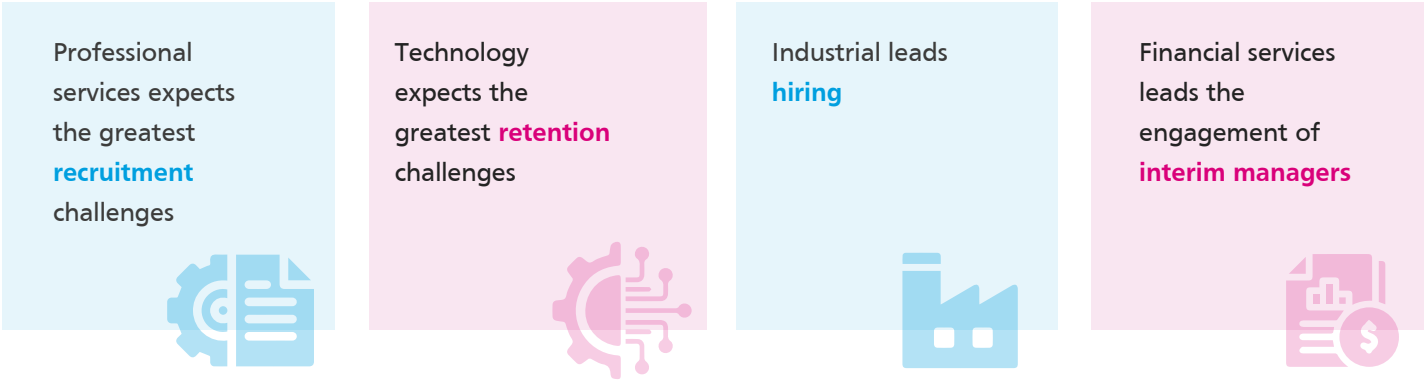 Professional
services expects
the greatest
recruitment
challenges
Technology
expects the
greatest retention
challenges
Industrial leads
hiring
Financial services
leads the
engagement of
interim managers
$